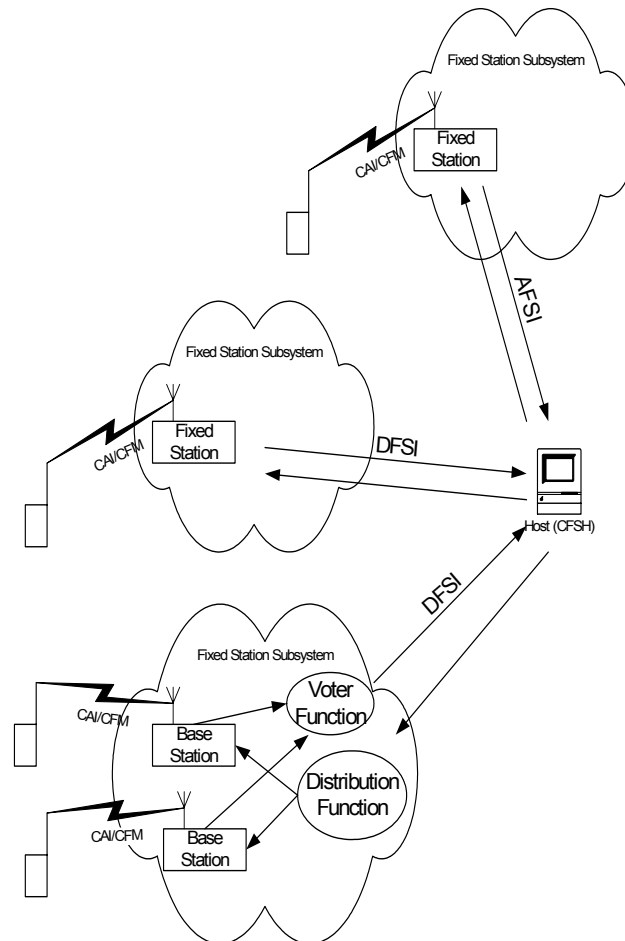 Fixed Station Subsystem
Fixed
Station
CAI/CFM
AFSI
Fixed Station Subsystem
Fixed
Station
CAI/CFM
DFSI
Host (CFSH)
DFSI
Fixed Station Subsystem
Voter
Function
CAI/CFM
Base
Station
Distribution
Function
CAI/CFM
Base
Station